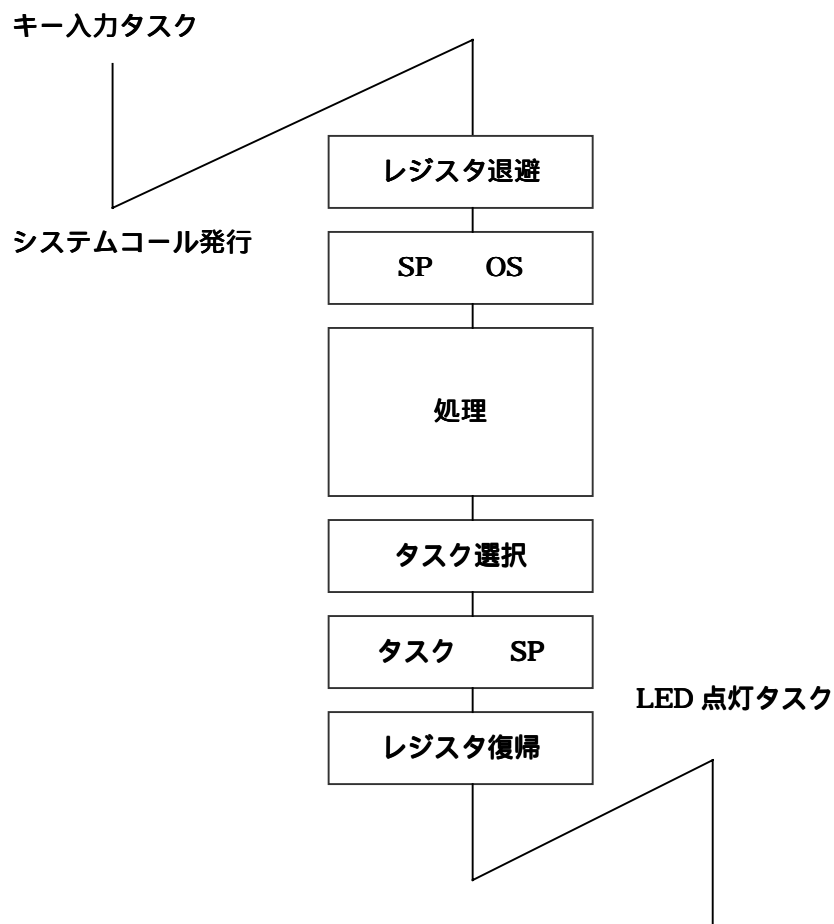 キー入力タスク
レジスタ退避
システムコール発行
SP OS
処理
タスク選択
タスク SP
LED 点灯タスク
レジスタ復帰